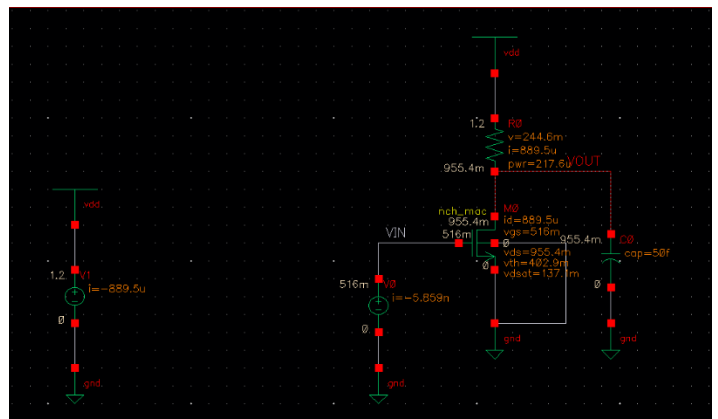 vdd
1.2 R0
v=244.6m
i=889.5u
pwr=217.6u
VOUT
955.4m
nch_mac
955.4m
M0
id=889.5u
VIN
516m
vgs=516m
0
vds=955.4m
vth=402.9m
vdsat=137.1m
0
955.4m C0
cap=50f
0
vdd.
1.2 V1
i=-889.5u
0
516m V0
i=-5.859n
0
gnd
gnd
gnd.
gnd.